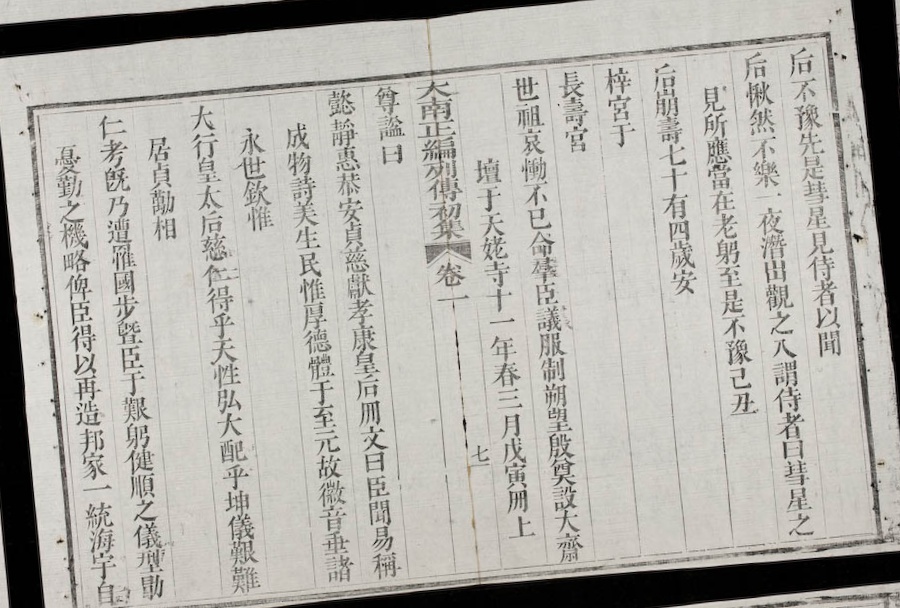 后不豫先是彗星見侍者以聞
后愀然不樂一夜潛出觀之久謂侍者曰彗星之
見所應當在老躬至是不豫己丑
后崩壽七十有四歲安
梓宮于
長壽宮
世祖哀慟不已命羣臣議服制朔望殷奠設大齋
壇于天姥寺十一年春三月戊寅冊上
大南正編列傳初集 卷一 七
尊謚曰
懿靜惠恭安貞慈獻孝康皇后冊文曰臣聞易稱
成物詩美生民惟厚德體于至元故徽音垂諸
永世欽惟
大行皇太后慈仁得乎天性弘大配乎坤儀艱難
居貞勤相
仁考旣乃遭罹國步曁臣于艱躬健順之儀型勖
憂勤之機略俾臣得以再造邦家一統海宇自